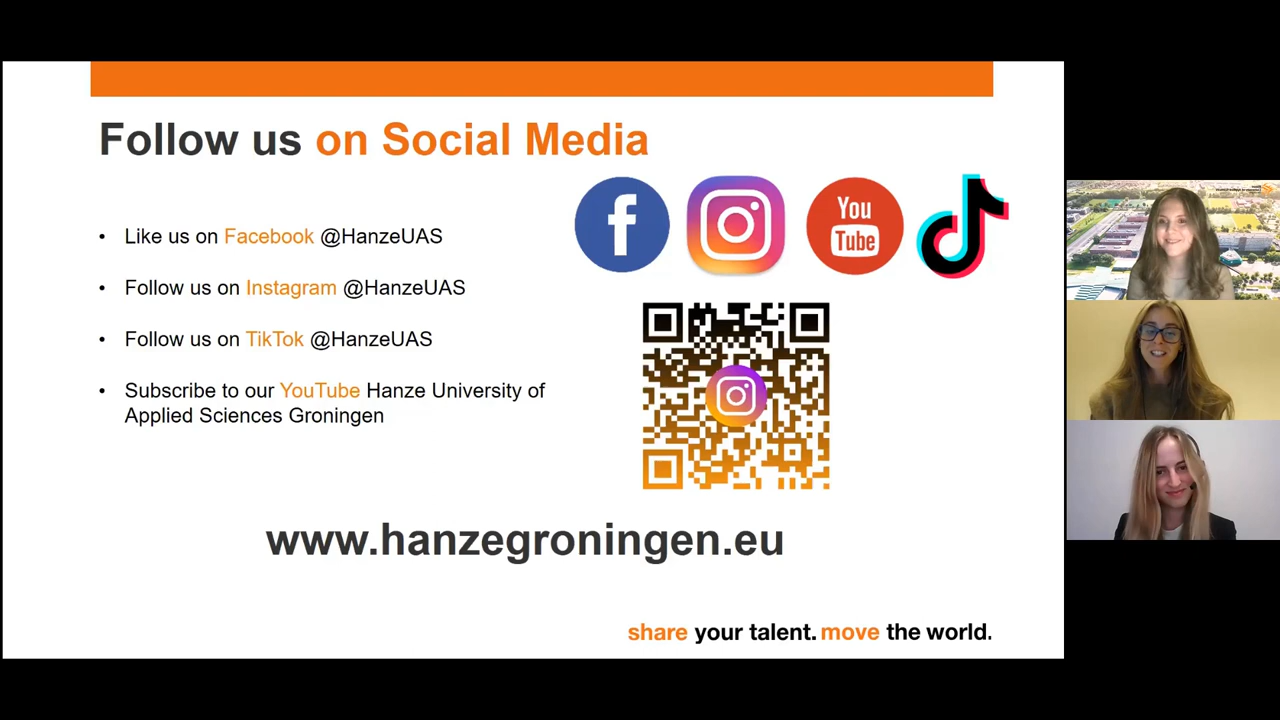 Follow us on Social Media
• Like us on Facebook @HanzeUAS
• Follow us on Instagram @HanzeUAS
• Follow us on TikTok @HanzeUAS
• Subscribe to our YouTube Hanze University of
Applied Sciences Groningen
You
Tube
www.hanzegroningen.eu
share your talent. move the world.